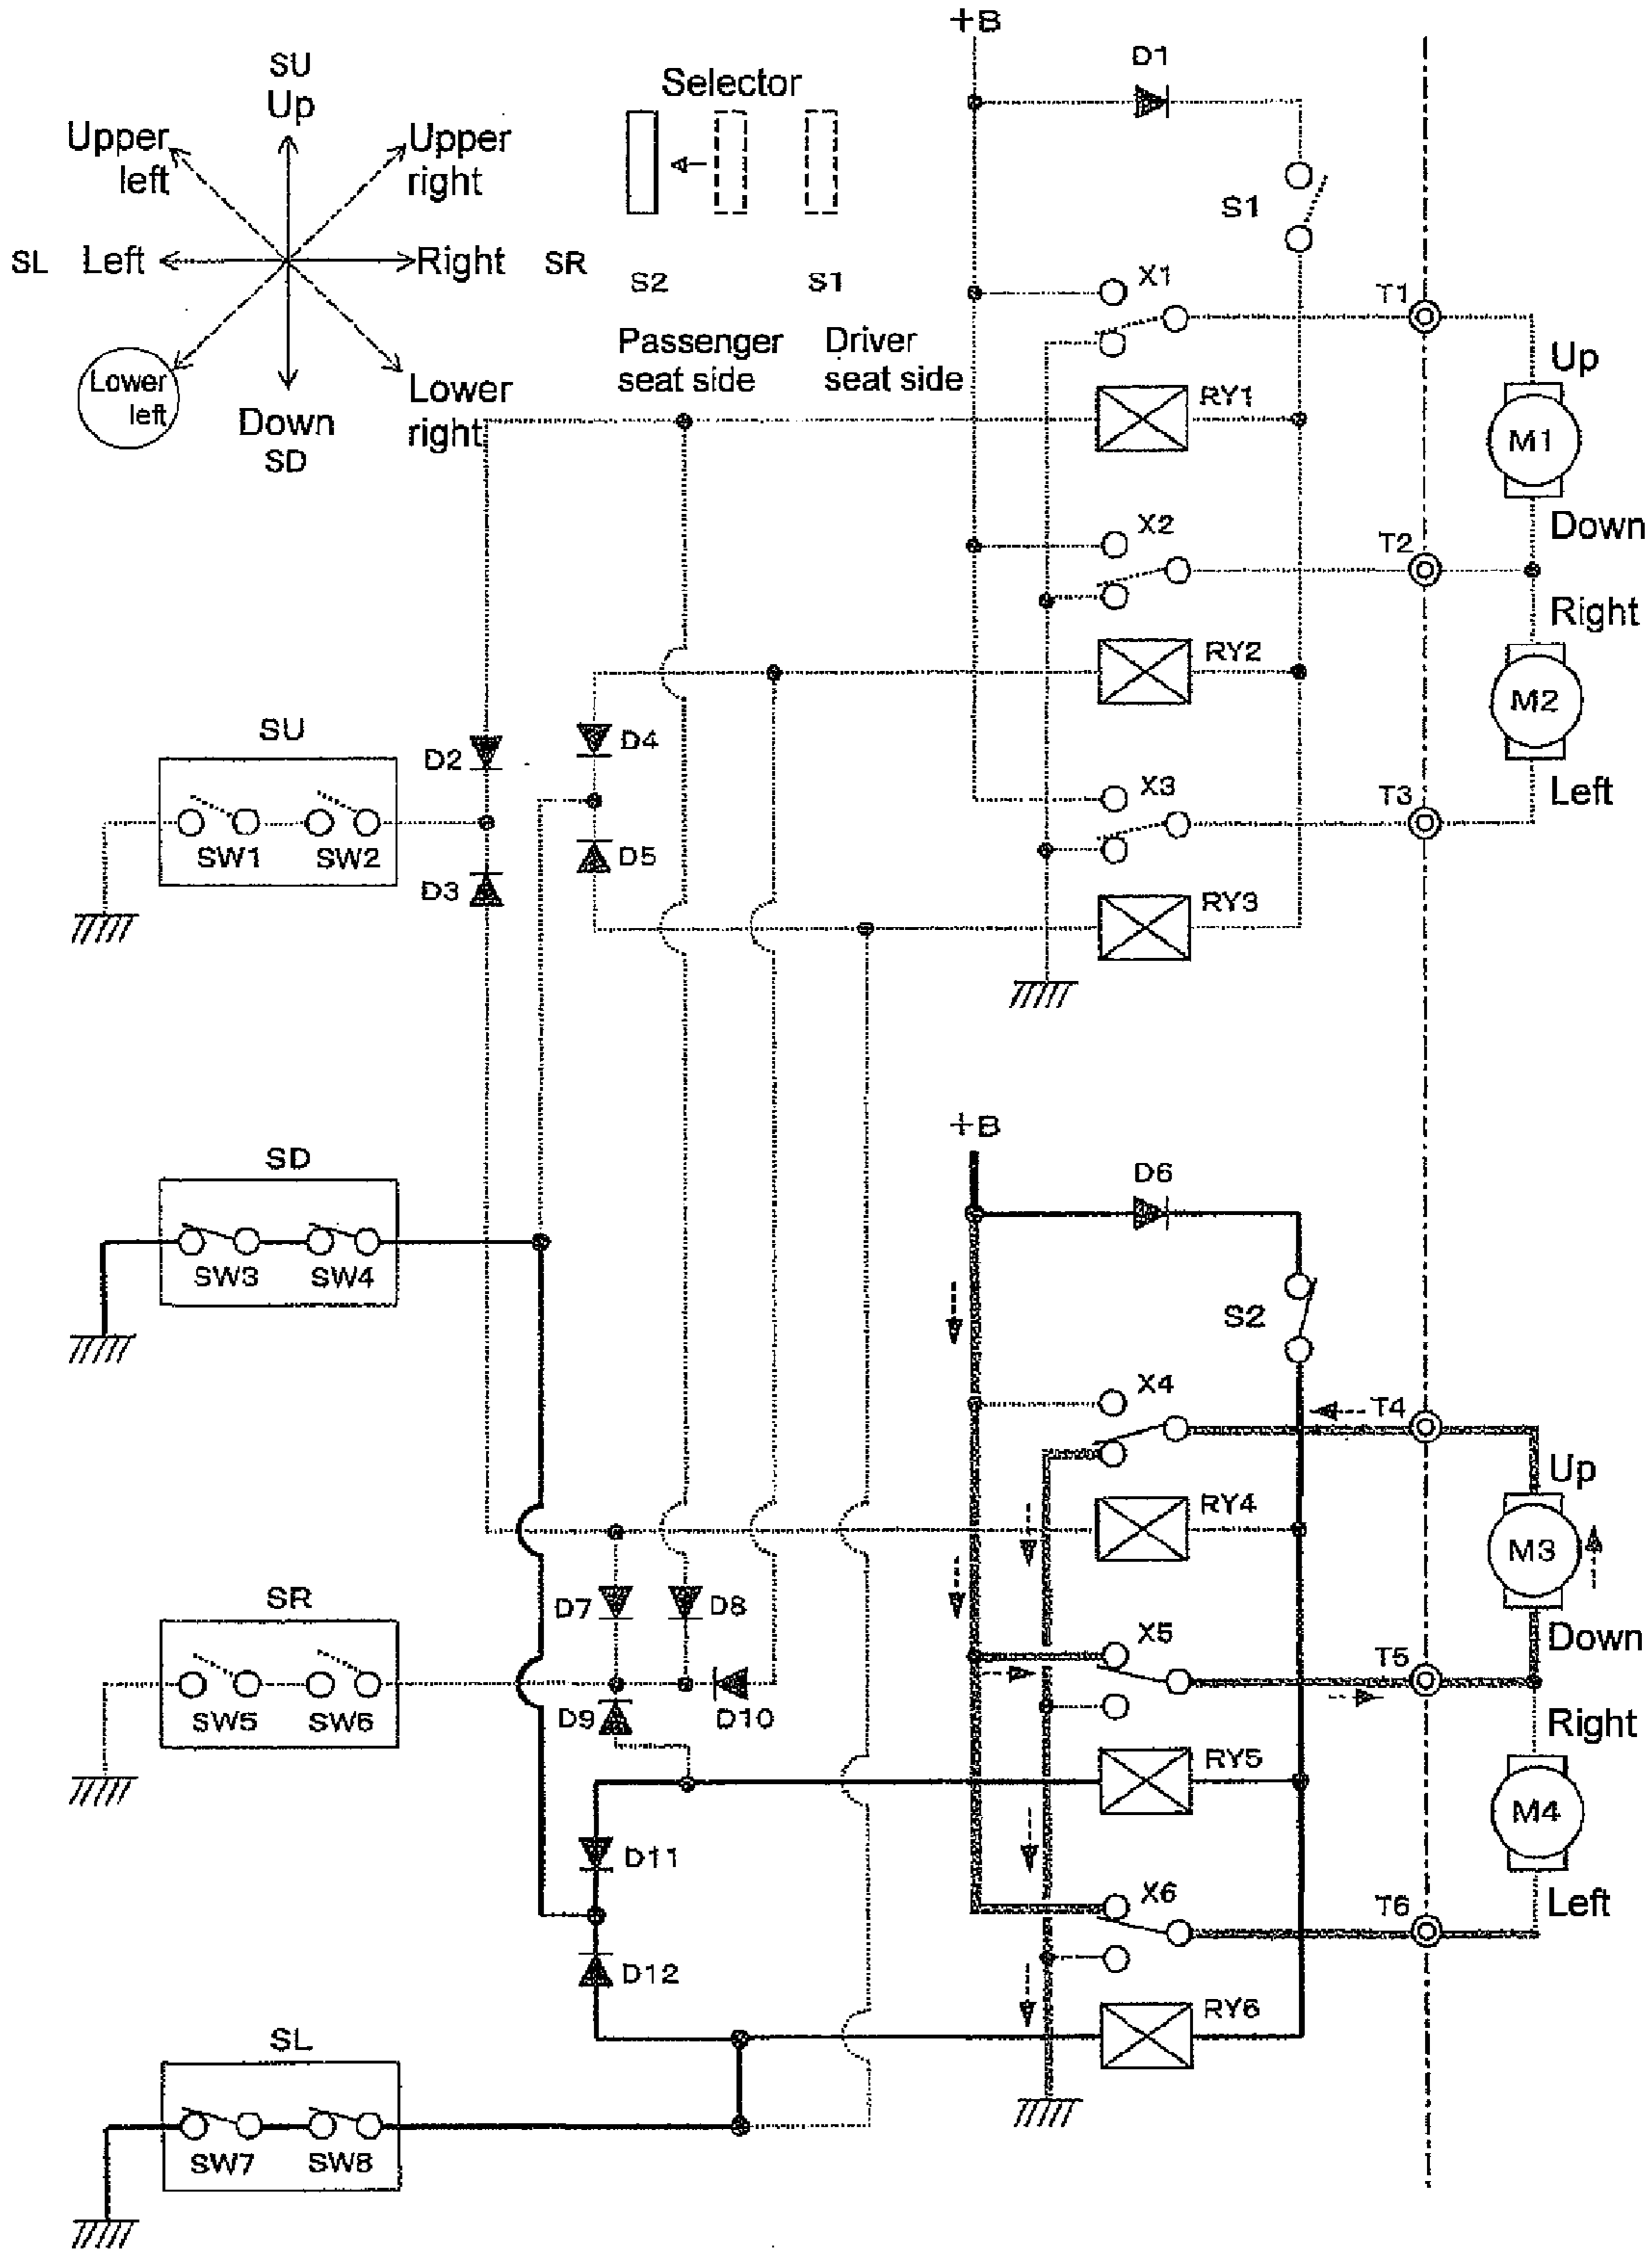 +B
SU
Up
Upper
left
Upper
right
SL
Left
Right
SR
Lower
left
Down
SD
Lower
right
Selector
S2
S1
Passenger
seat side
Driver
seat side
D1
S1
X1
T1
RY1
Up
M1
Down
X2
T2
RY2
Right
M2
Left
SU
SW1
SW2
D2
D3
D4
D5
X3
T3
RY3
+B
D6
S2
SD
SW3
SW4
X4
T4
RY4
Up
M3
Down
SR
SW5
SW6
D7
D8
D9
D10
X5
T5
RY5
Right
M4
Left
D11
D12
X6
T6
RY6
SL
SW7
SW8